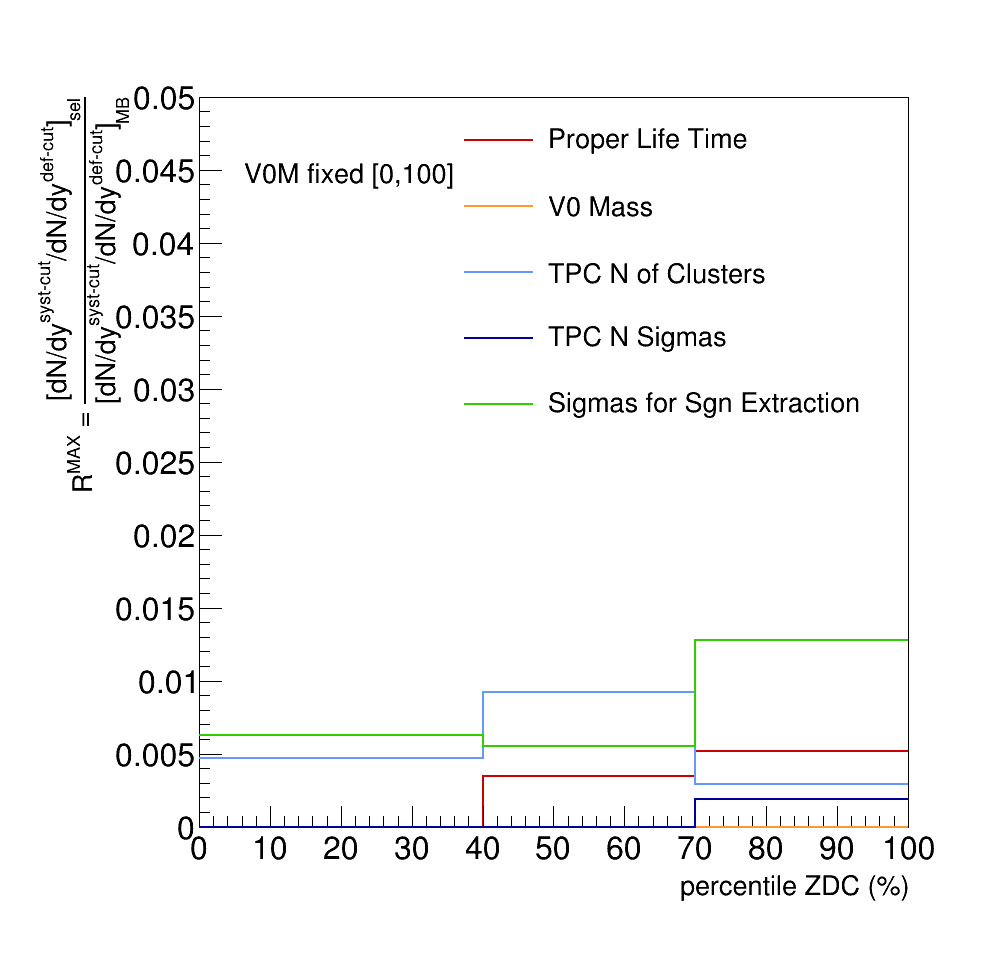 R^MAX = [dN/dy^syst-cut/dN/dy^def-cut]_sel
[dN/dy^syst-cut/dN/dy^def-cut]_MB
0.05
0.045
0.04
0.035
0.03
0.025
0.02
0.015
0.01
0.005
0
V0M fixed [0,100]
Proper Life Time
V0 Mass
TPC N of Clusters
TPC N Sigmas
Sigmas for Sgn Extraction
0 10 20 30 40 50 60 70 80 90 100
percentile ZDC (%)